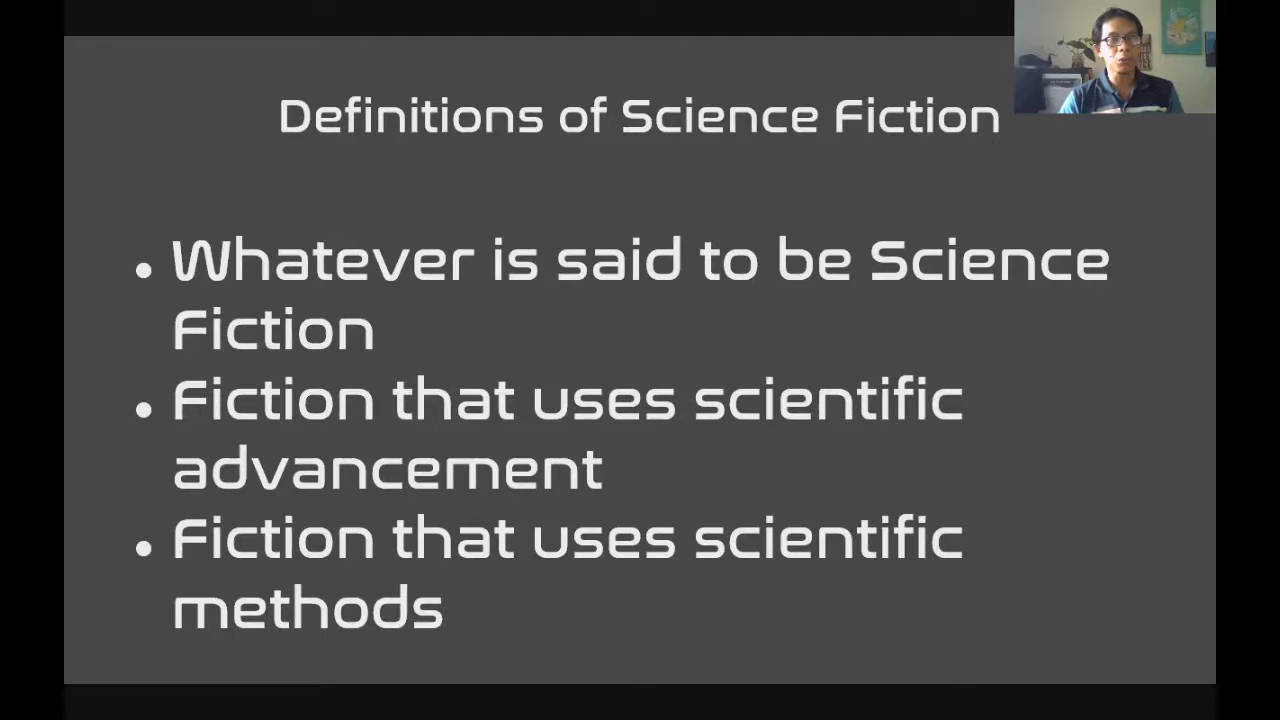 Definitions of Science Fiction
• Whatever is said to be Science
Fiction
• Fiction that uses scientific
advancement
• Fiction that uses scientific
methods